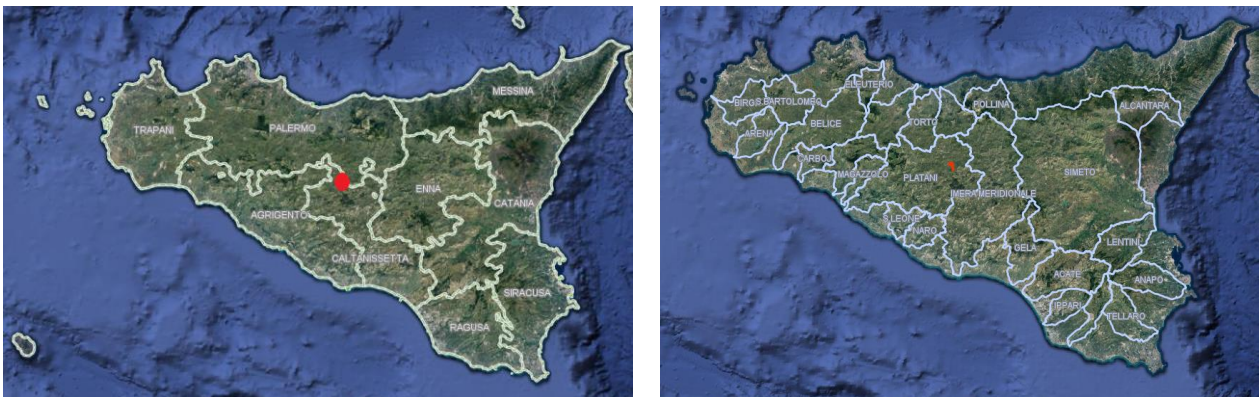 MESSINA
PALERMO
TRAPANI
ENNA
CATANIA
AGRIGENTO
CALTANISSETTA
SIRACUSA
RAGUSA
ELEUTERIO
BIRGI
S.BARTOLOMEO
POLLINA
ALCANTARA
BELICE
TORTO
ARENA
CARBOJ
MAGAZZOLO
PLATANI
SIMETO
IMERA MERIDIONALE
S.LEONE
NARO
GELA
LENTINI
ACATE
ANAPO
IPPARI
TELLARO